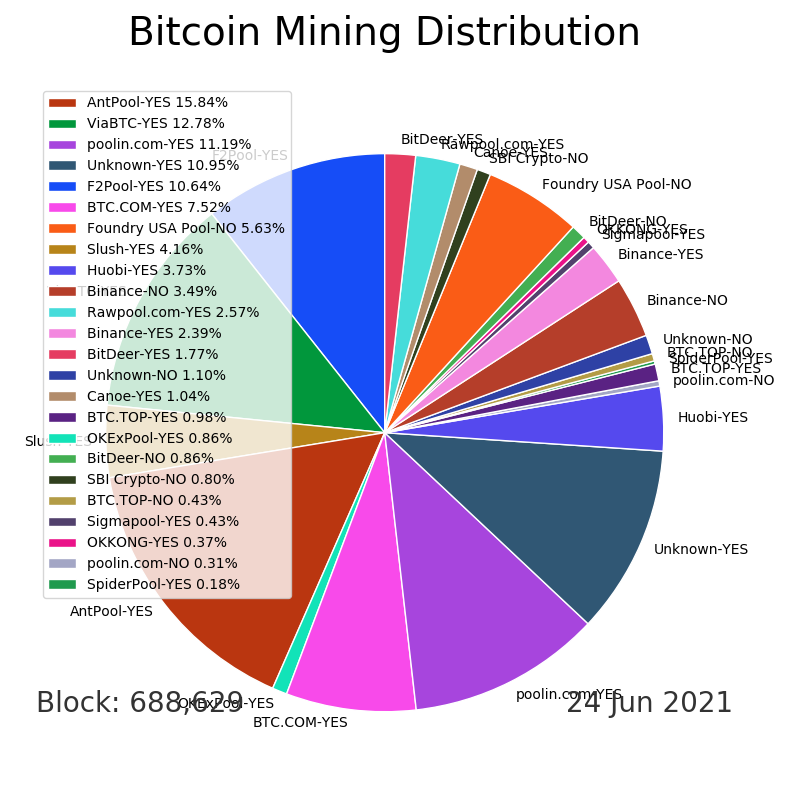 Bitcoin Mining Distribution
AntPool-YES 15.84%
ViaBTC-YES 12.78%
poolin.com-YES 11.19%
Unknown-YES 10.95%
F2Pool-YES 10.64%
BTC.COM-YES 7.52%
Foundry USA Pool-NO 5.63%
Slush-YES 4.16%
Huobi-YES 3.73%
Binance-NO 3.49%
Rawpool.com-YES 2.57%
Binance-YES 2.39%
BitDeer-YES 1.77%
Unknown-NO 1.10%
Canoe-YES 1.04%
BTC.TOP-YES 0.98%
OKExPool-YES 0.86%
BitDeer-NO 0.86%
SBI Crypto-NO 0.80%
BTC.TOP-NO 0.43%
Sigmapool-YES 0.43%
OKKONG-YES 0.37%
poolin.com-NO 0.31%
SpiderPool-YES 0.18%
BitDeer-YES
Rawpool.com-YES
Canoe-YES
SBI Crypto-NO
Foundry USA Pool-NO
BitDeer-NO
OKKONG-YES
Sigmapool-YES
Binance-YES
Binance-NO
Unknown-NO
BTC.TOP-NO
SpiderPool-YES
BTC.TOP-YES
poolin.com-NO
Huobi-YES
Unknown-YES
poolin.com-YES
BTC.COM-YES
OKExPool-YES
AntPool-YES
Slush-YES
F2Pool-YES
Block: 688,629
24 Jun 2021